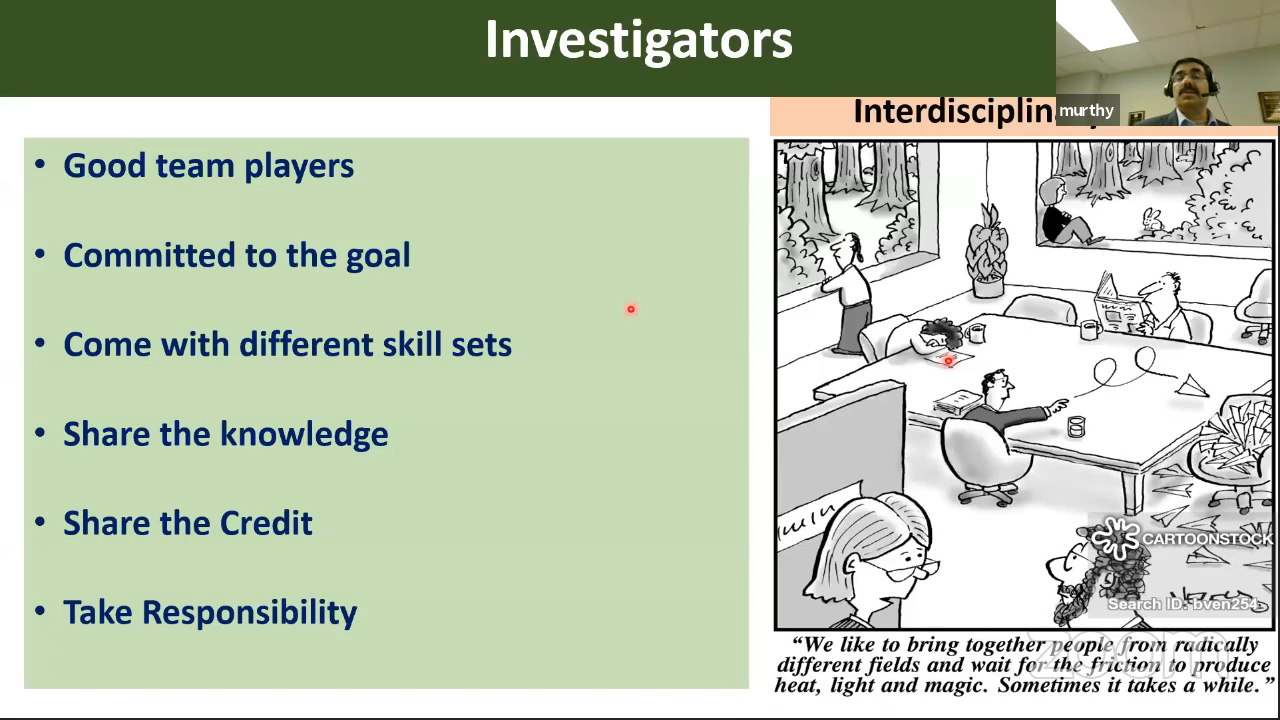 Investigators
murthy
• Good team players
• Committed to the goal
• Come with different skill sets
• Share the knowledge
• Share the Credit
• Take Responsibility
CARTOONSTOCK
Search ID: bven254
“We like to bring together people from radically
different fields and wait for the friction to produce
heat, light and magic. Sometimes it takes a while.”
zoom